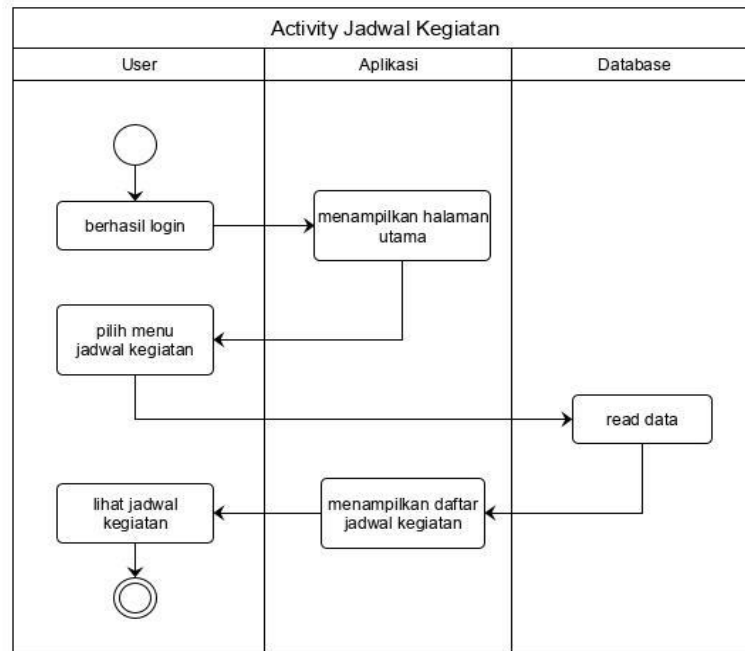 Activity Jadwal Kegiatan
User
Aplikasi
Database
berhasil login
menampilkan halaman
utama
pilih menu
jadwal kegiatan
read data
menampilkan daftar
jadwal kegiatan
lihat jadwal
kegiatan